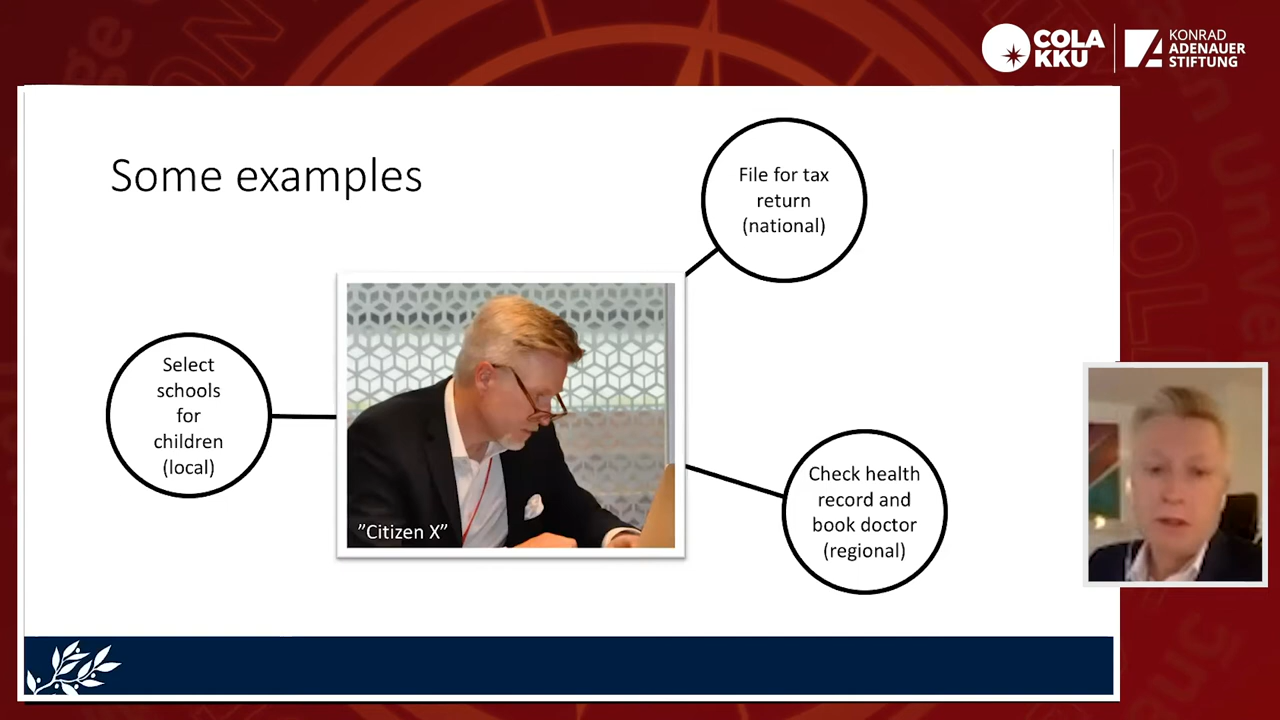 COLA
KKU
KONRAD
ADENAUER
STIFTUNG
Some examples
File for tax
return
(national)
Select
schools
for
children
(local)
"Citizen X"
Check health
record and
book doctor
(regional)